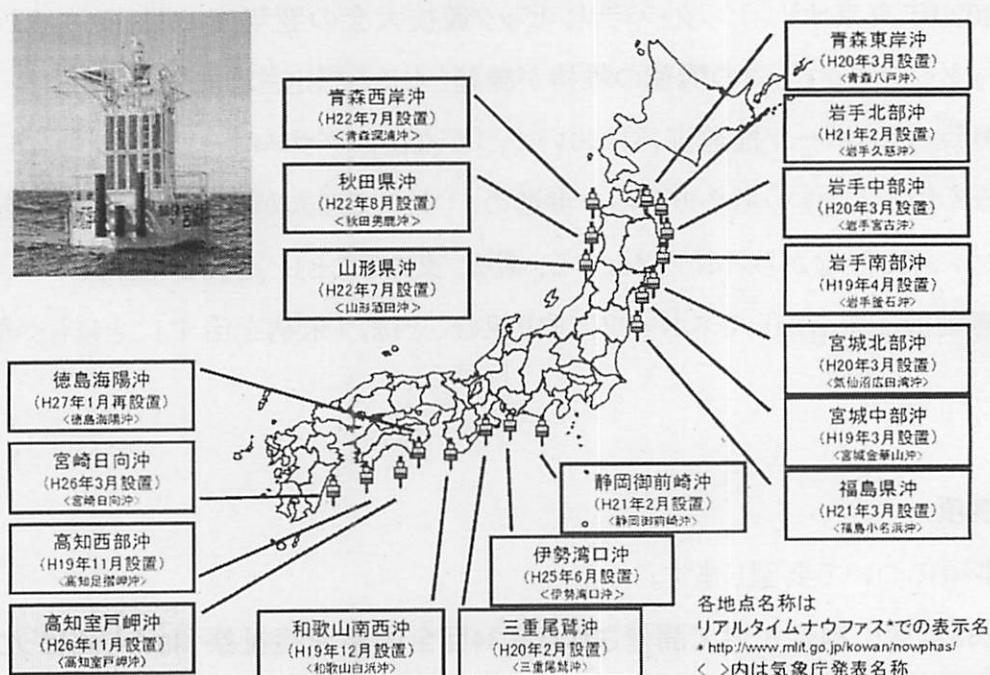 青森東岸沖
(H20年3月設置)
<青森八戸沖>
岩手北部沖
(H21年2月設置)
<岩手久慈沖>
岩手中部沖
(H20年3月設置)
<岩手宮古沖>
岩手南部沖
(H19年4月設置)
<岩手釜石沖>
宮城北部沖
(H20年3月設置)
<気仙沼広田湾沖>
宮城中部沖
(H19年3月設置)
<宮城金華山沖>
福島県沖
(H21年3月設置)
<福島小名浜沖>
青森西岸沖
(H22年7月設置)
<青森深浦沖>
秋田県沖
(H22年8月設置)
<秋田男鹿沖>
山形県沖
(H22年7月設置)
<山形酒田沖>
徳島海陽沖
(H27年1月再設置)
<徳島海陽沖>
宮崎日向沖
(H26年3月設置)
<宮崎日向沖>
高知西部沖
(H19年11月設置)
<高知足摺岬沖>
高知室戸岬沖
(H26年11月設置)
<高知室戸岬沖>
和歌山南西沖
(H19年12月設置)
<和歌山白浜沖>
三重尾鷲沖
(H20年2月設置)
<三重尾鷲沖>
伊勢湾口沖
(H25年6月設置)
<伊勢湾口沖>
静岡御前崎沖
(H21年2月設置)
<静岡御前崎沖>
各地点名称は
リアルタイムナウファス*での表示名
* http://www.mlit.go.jp/kowan/nowphas/
< >内は気象庁発表名称